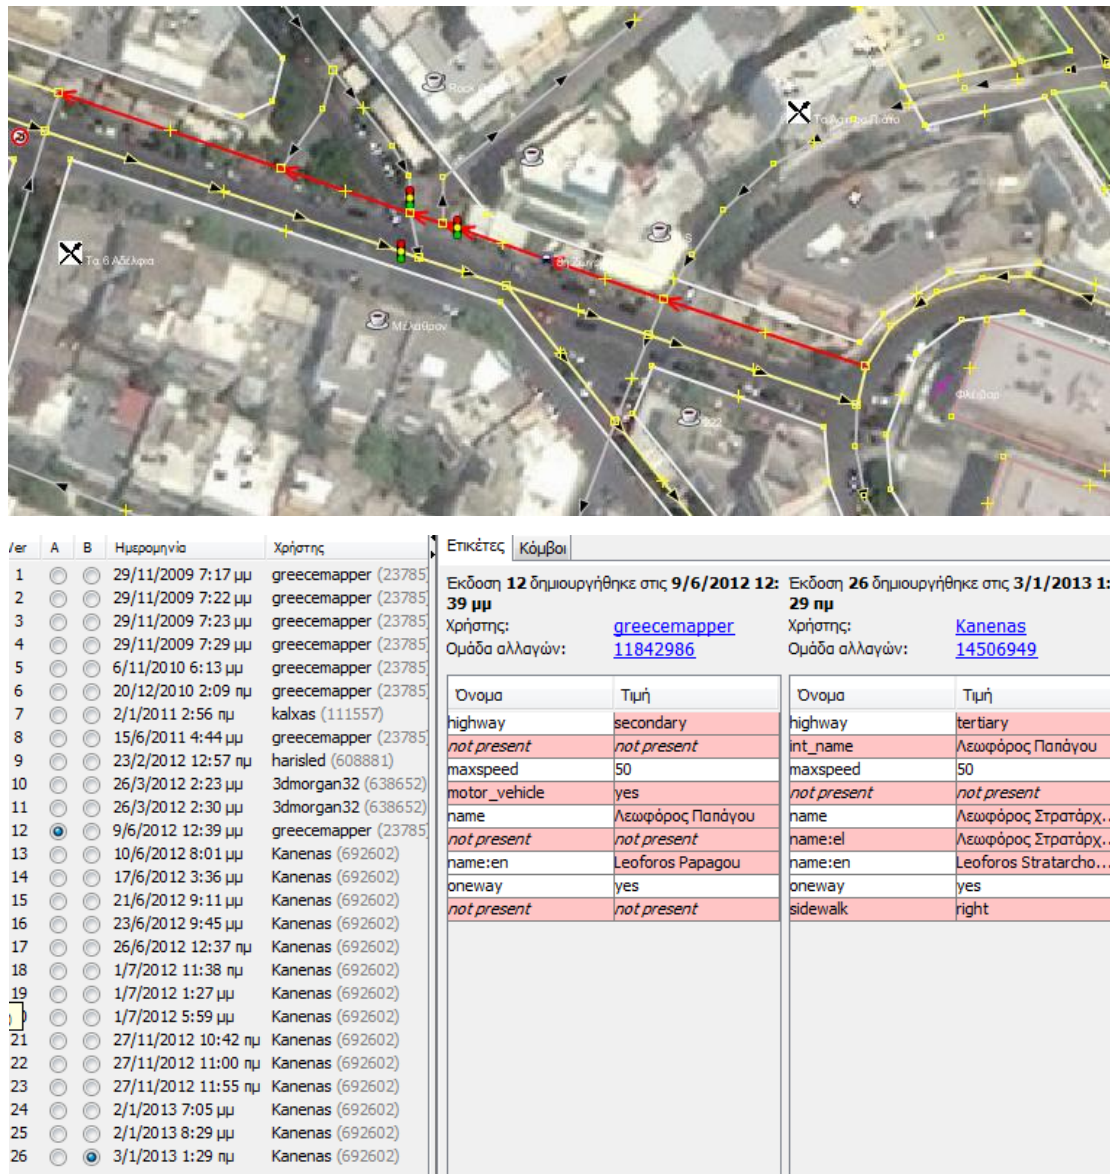 Rock
Τα 6 Αδέλφια
Μελαθρον
Φλέιβαρ
Ver A B Ημερομηνία Χρήστης
1 29/11/2009 7:17 μμ greecemapper (23785)
2 29/11/2009 7:22 μμ greecemapper (23785)
3 29/11/2009 7:23 μμ greecemapper (23785)
4 29/11/2009 7:29 μμ greecemapper (23785)
5 6/11/2010 6:13 μμ greecemapper (23785)
6 20/12/2010 2:09 πμ greecemapper (23785)
7 2/1/2011 2:56 πμ kalxas (111557)
8 15/6/2011 4:44 μμ greecemapper (23785)
9 23/2/2012 12:57 πμ harisled (608881)
10 26/3/2012 2:23 μμ 3dmorgan32 (638652)
11 26/3/2012 2:30 μμ 3dmorgan32 (638652)
12 9/6/2012 12:39 μμ greecemapper (23785)
13 10/6/2012 8:01 μμ Kanenas (692602)
14 17/6/2012 3:36 μμ Kanenas (692602)
15 21/6/2012 9:11 μμ Kanenas (692602)
16 23/6/2012 9:45 μμ Kanenas (692602)
17 26/6/2012 12:37 πμ Kanenas (692602)
18 1/7/2012 11:38 πμ Kanenas (692602)
19 1/7/2012 1:27 μμ Kanenas (692602)
1/7/2012 5:59 μμ Kanenas (692602)
21 27/11/2012 10:42 πμ Kanenas (692602)
22 27/11/2012 11:00 πμ Kanenas (692602)
23 27/11/2012 11:55 πμ Kanenas (692602)
24 2/1/2013 7:05 μμ Kanenas (692602)
25 2/1/2013 8:29 μμ Kanenas (692602)
26 3/1/2013 1:29 πμ Kanenas (692602)
Ετικέτες Κόμβοι
Έκδοση 12 δημιουργήθηκε στις 9/6/2012 12:
39 μμ
Χρήστης: greecemapper
Ομάδα αλλαγών: 11842986
Όνομα Τιμή
highway secondary
not present not present
maxspeed 50
motor_vehicle yes
name Λεωφόρος Παπάγου
not present not present
name:en Leoforos Papagou
oneway yes
not present not present
Έκδοση 26 δημιουργήθηκε στις 3/1/2013 1:
29 πμ
Χρήστης: Kanenas
Ομάδα αλλαγών: 14506949
Όνομα Τιμή
highway tertiary
int_name Λεωφόρος Παπάγου
maxspeed 50
not present not present
name Λεωφόρος Στρατάρχ...
name:el Λεωφόρος Στρατάρχ...
name:en Leoforos Stratarcho...
oneway yes
sidewalk right